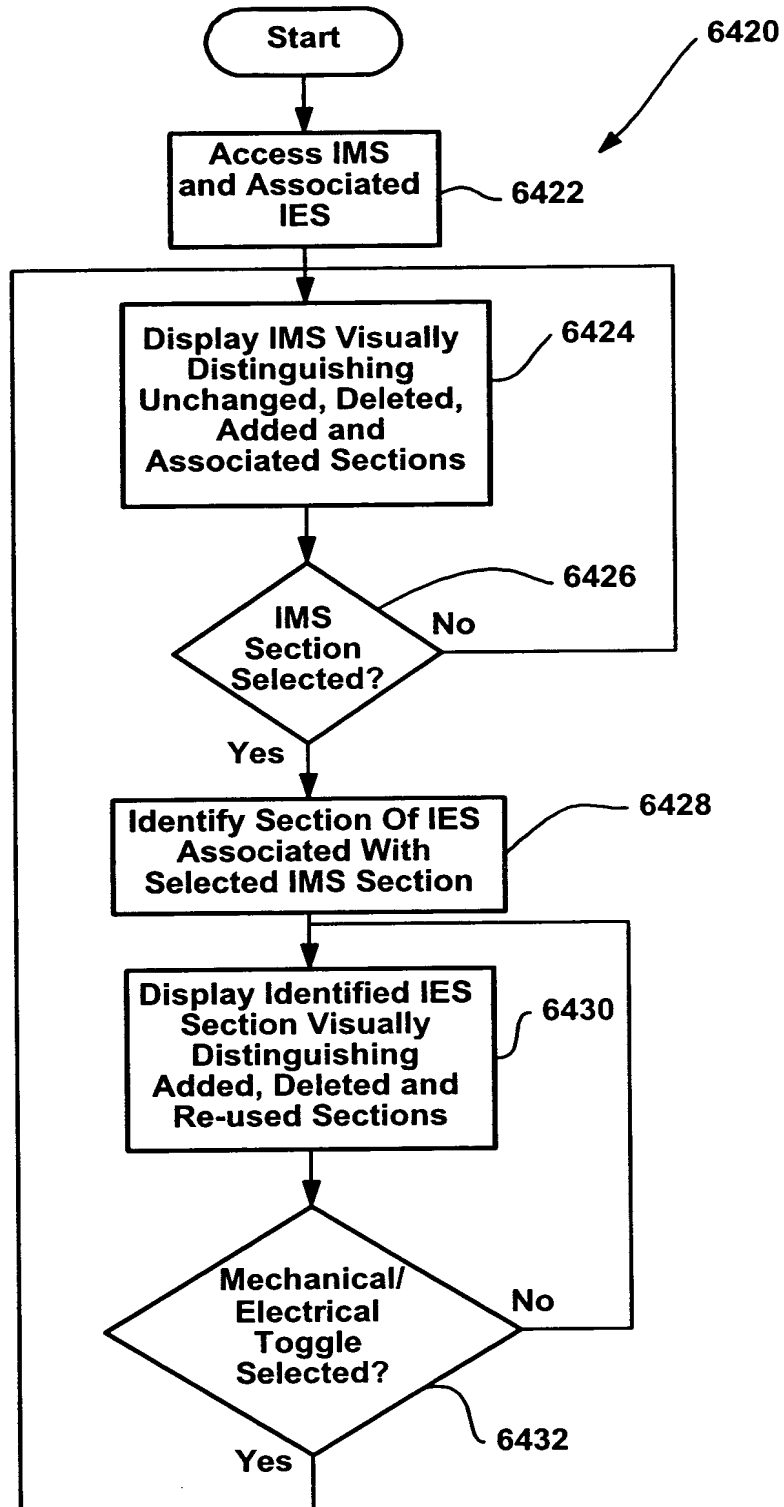 Start
6420
Access IMS
and Associated
IES
6422
Display IMS Visually
Distinguishing
Unchanged, Deleted,
Added and
Associated Sections
6424
6426
IMS
Section
Selected?
No
Yes
Identify Section Of IES
Associated With
Selected IMS Section
6428
Display Identified IES
Section Visually
Distinguishing
Added, Deleted and
Re-used Sections
6430
Mechanical/
Electrical
Toggle
Selected?
No
6432
Yes